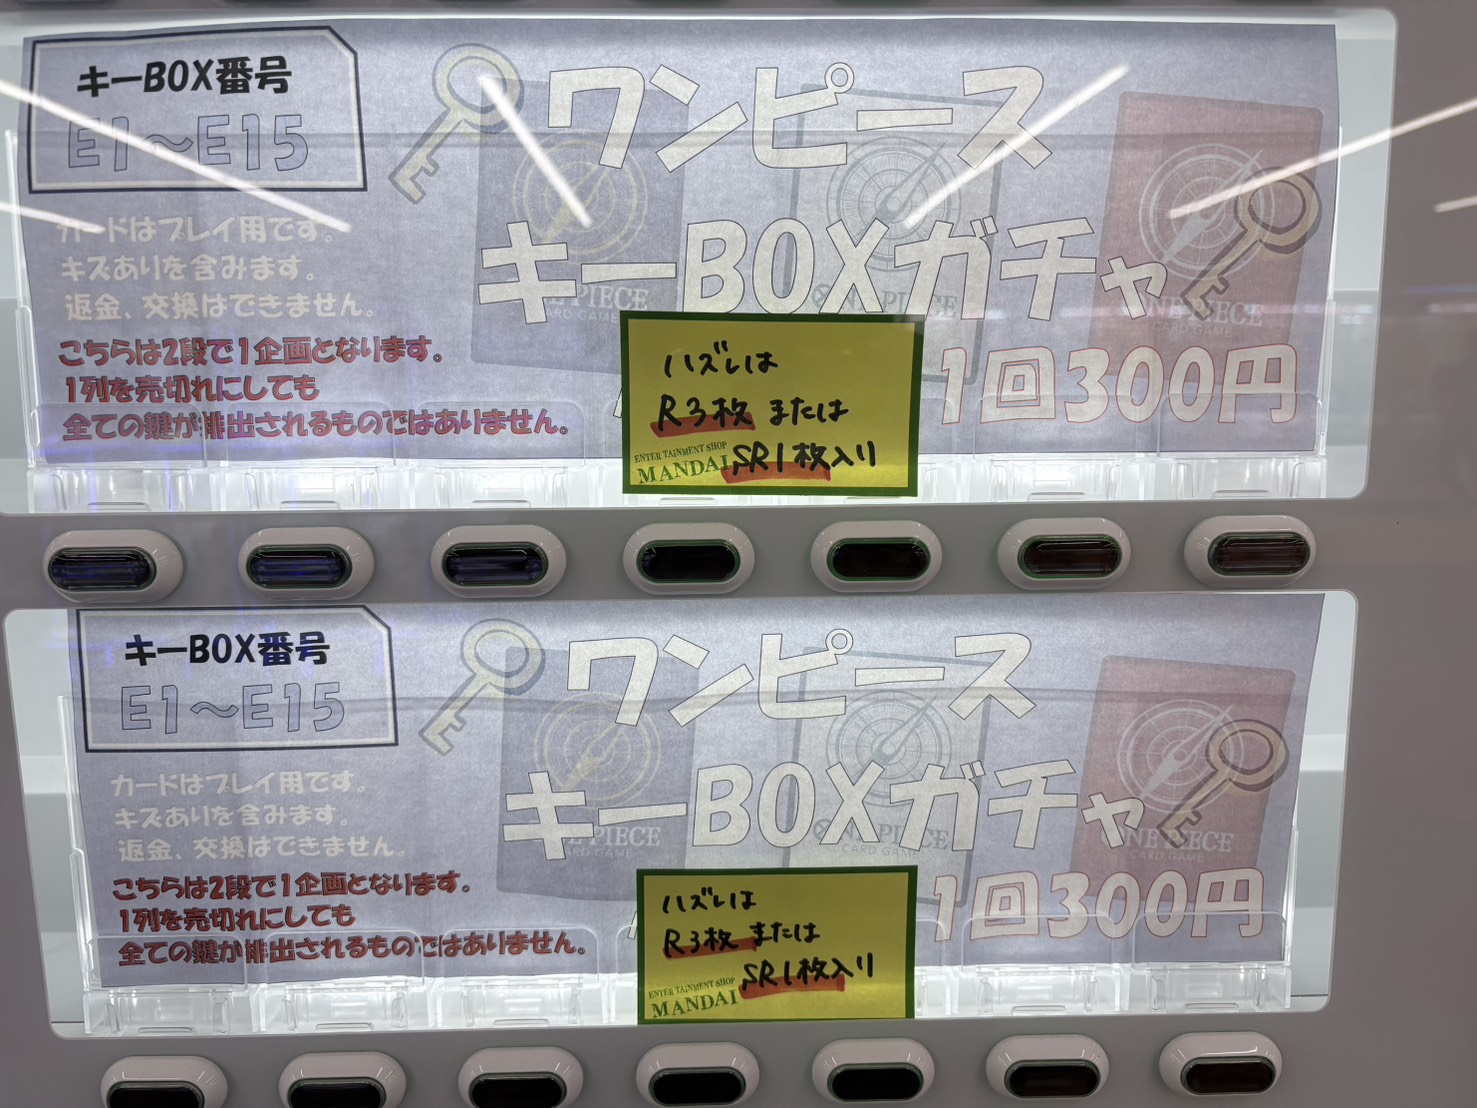 キーBOX番号
E1～E15
ワンピース
キーBOXガチャ
カードはプレイ用です。
キズありを含みます。
返金、交換はできません。
こちらは2段で1企画となります。
1列を売切れにしても
全ての鍵が排出されるものではありません。
1回300円
ONE PIECE
CARD GAME
ONE PIECE
CARD GAME
ONE PIECE
CARD GAME
ハズレは
R3枚 または
SR1枚入り
ENTERTAINMENT SHOP
MANDAI
キーBOX番号
E1～E15
ワンピース
キーBOXガチャ
カードはプレイ用です。
キズありを含みます。
返金、交換はできません。
こちらは2段で1企画となります。
1列を売切れにしても
全ての鍵が排出されるものではありません。
1回300円
ONE PIECE
CARD GAME
ONE PIECE
CARD GAME
ONE PIECE
CARD GAME
ハズレは
R3枚 または
SR1枚入り
ENTERTAINMENT SHOP
MANDAI